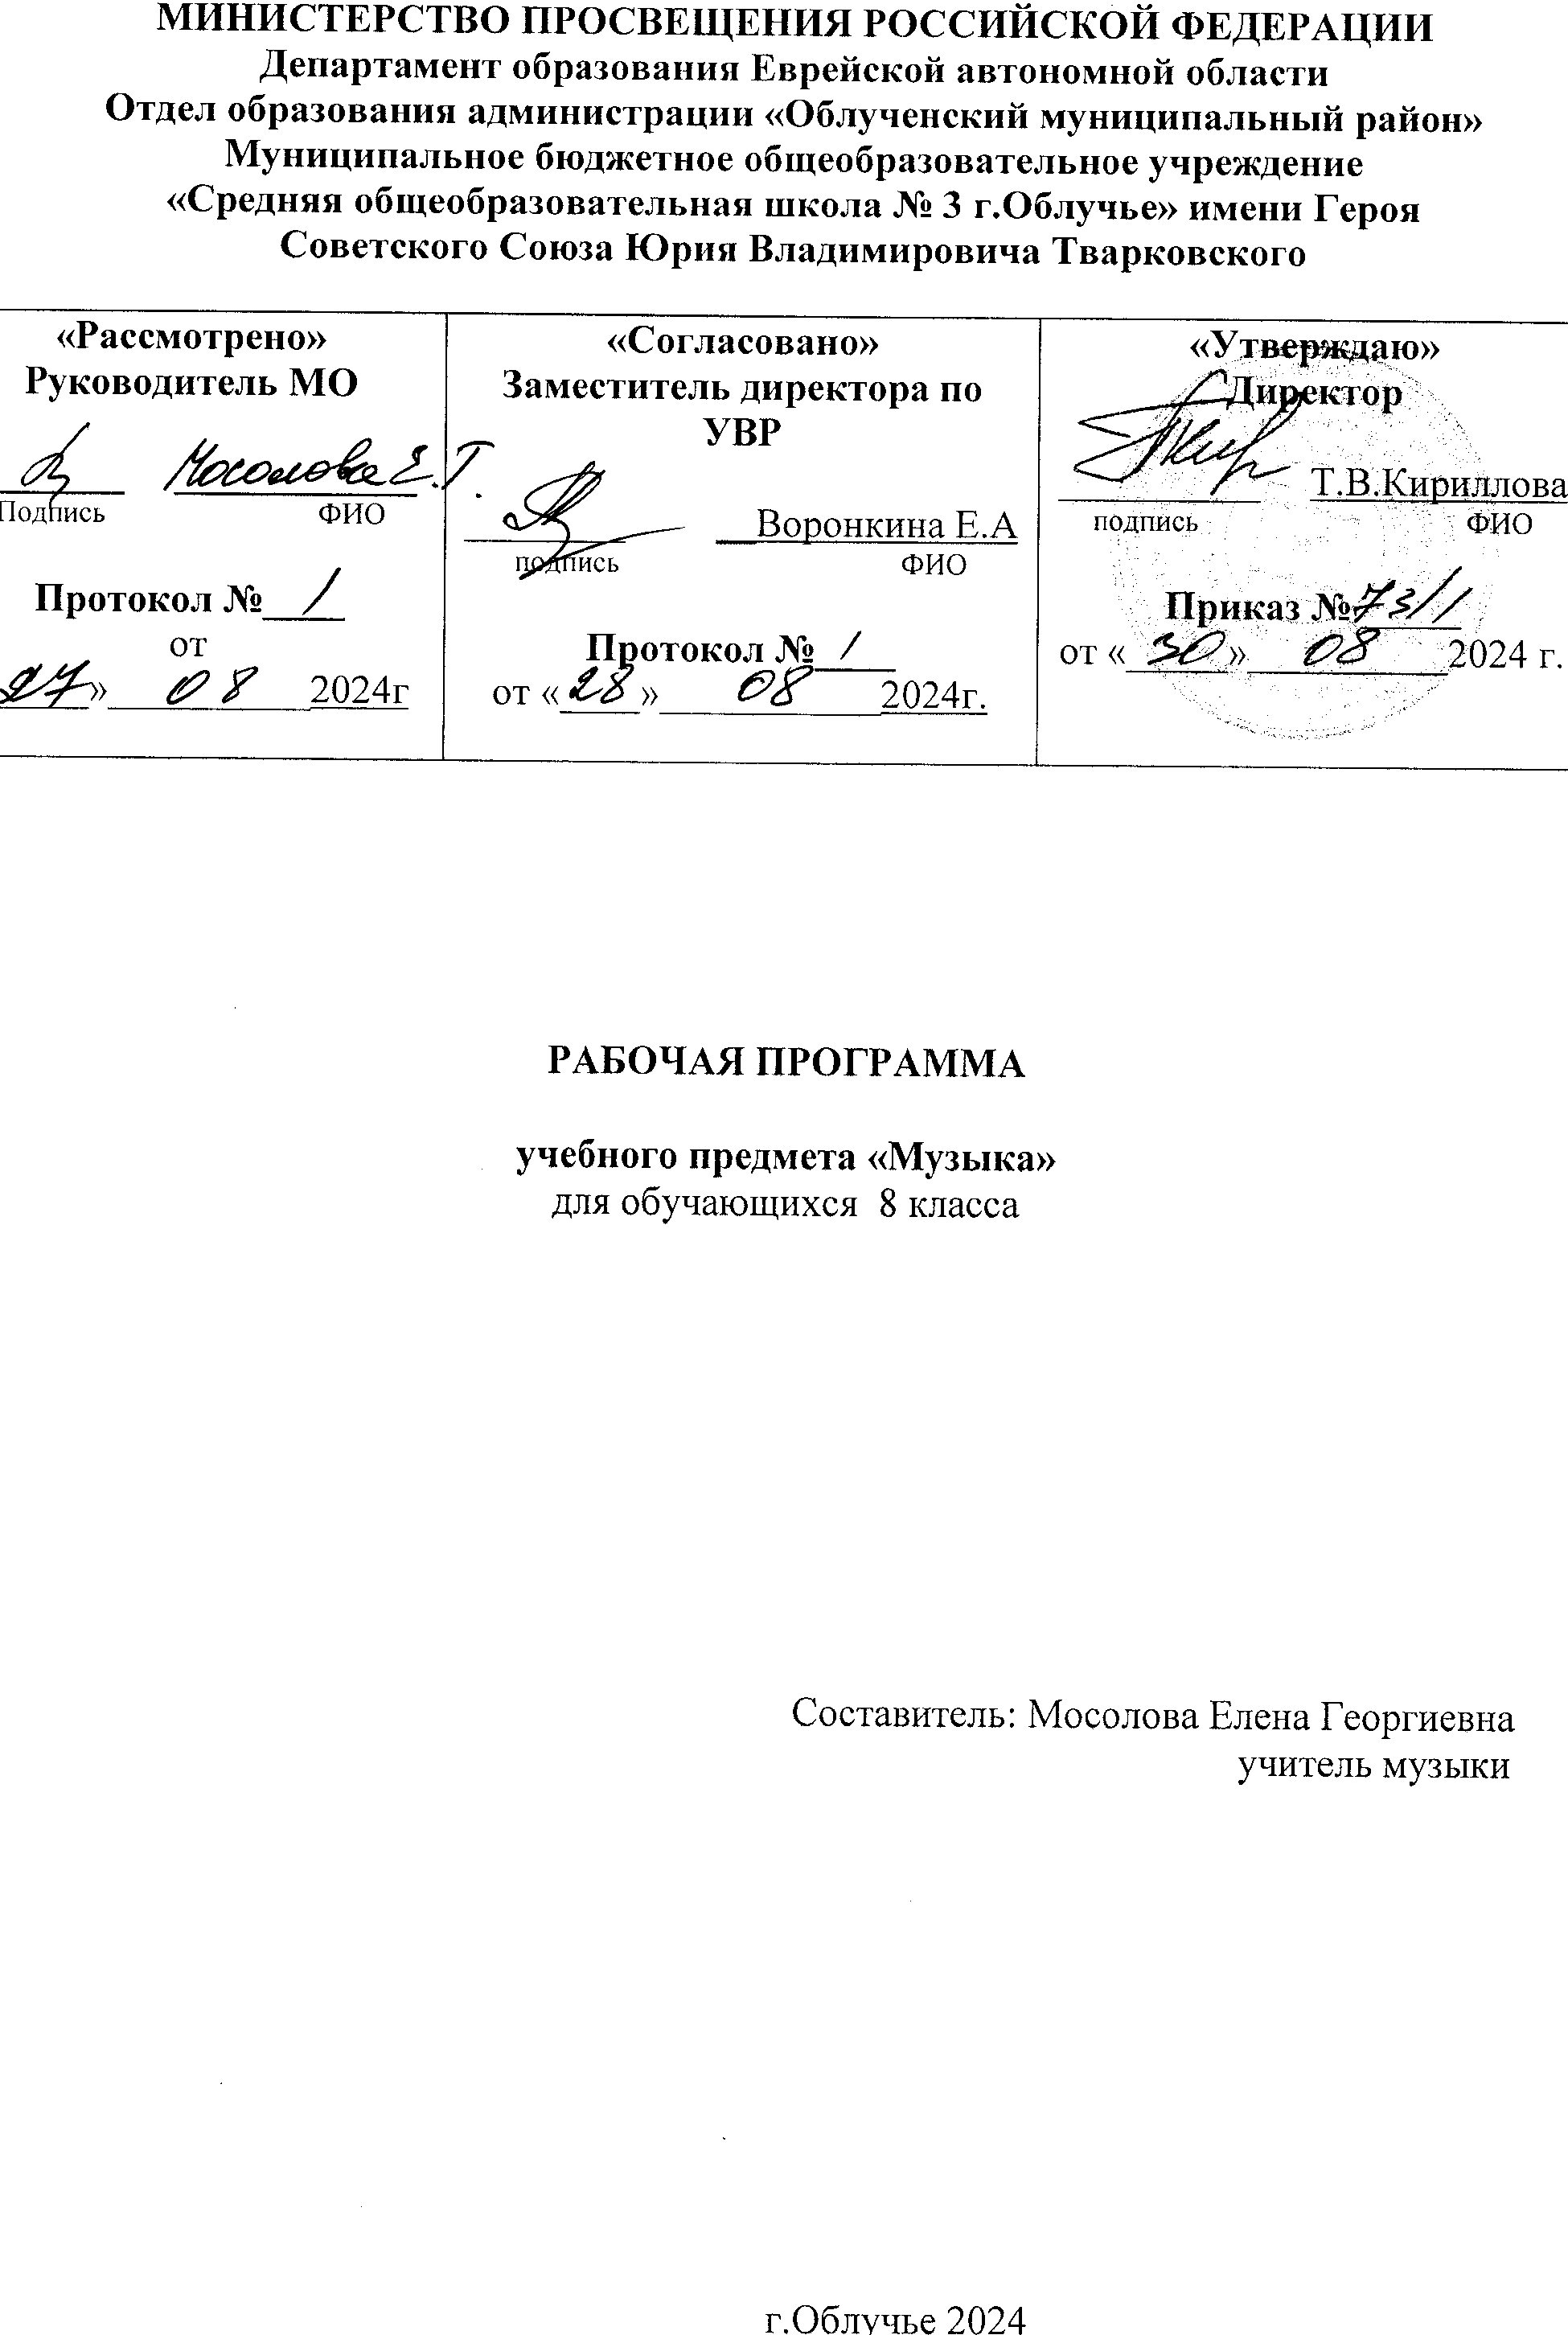 МИНИСТЕРСТВО ПРОСВЕЩЕНИЯ РОССИЙСКОЙ ФЕДЕРАЦИИ
Департамент образования Еврейской автономной области
Отдел образования администрации «Облученский муниципальный район»
Муниципальное бюджетное общеобразовательное учреждение
«Средняя общеобразовательная школа № 3 г.Облучье» имени Героя
Советского Союза Юрия Владимировича Тварковского
«Рассмотрено»
Руководитель МО
Мосолова Е.Г.
Подпись ФИО
Протокол № 1
от
27» 08 2024г
«Согласовано»
Заместитель директора по
УВР
Воронкина Е.А
подпись ФИО
Протокол № 1
от «28» 08 2024г.
«Утверждаю»
Директор
Т.В.Кириллова
подпись ФИО
Приказ № 73/1
от «30» 08 2024 г.
РАБОЧАЯ ПРОГРАММА
учебного предмета «Музыка»
для обучающихся 8 класса
Составитель: Мосолова Елена Георгиевна
учитель музыки
г.Облучье 2024